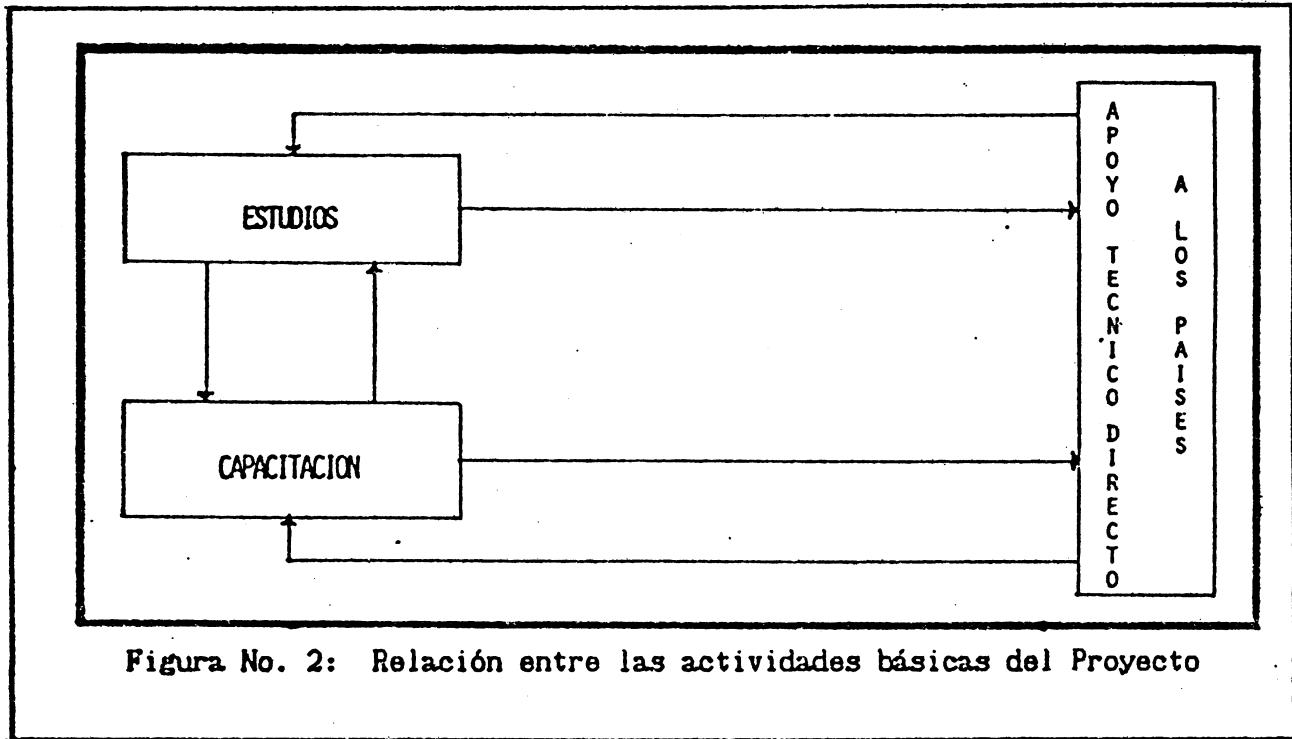 ESTUDIOS
CAPACITACION
APOYO TECNICO DIRECTO
A LOS PAISES
Figura No. 2: Relación entre las actividades básicas del Proyecto